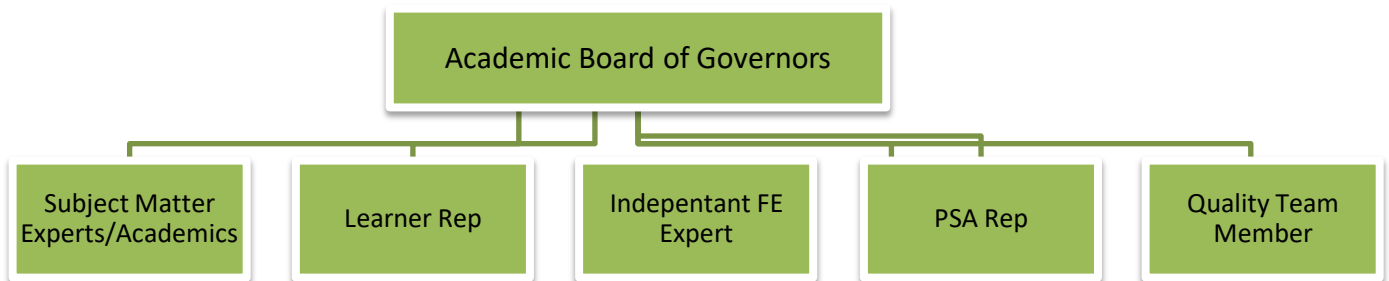 Academic Board of Governors
Subject Matter
Experts/Academics
Learner Rep
Indepentant FE
Expert
PSA Rep
Quality Team
Member